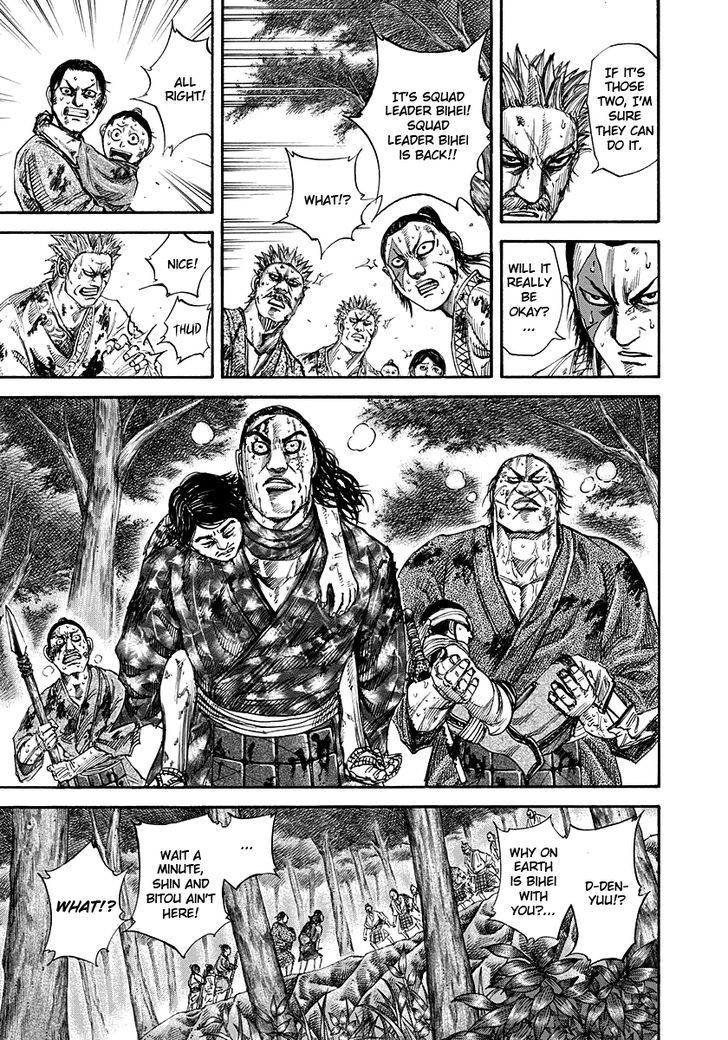 IF IT'S
THOSE
TWO, I'M
SURE
THEY CAN
DO IT.
WILL IT
REALLY
BE
OKAY?
...
IT'S SQUAD
LEADER BIHEI!
SQUAD
LEADER BIHEI
IS BACK!!
WHAT!?
ALL
RIGHT!
NICE!
THUD
D-DEN-
YUU!?
WHY ON
EARTH
IS BIHEI
WITH
YOU?...
...
WAIT A
MINUTE,
SHIN AND
BITOU AIN'T
HERE!
WHAT!?